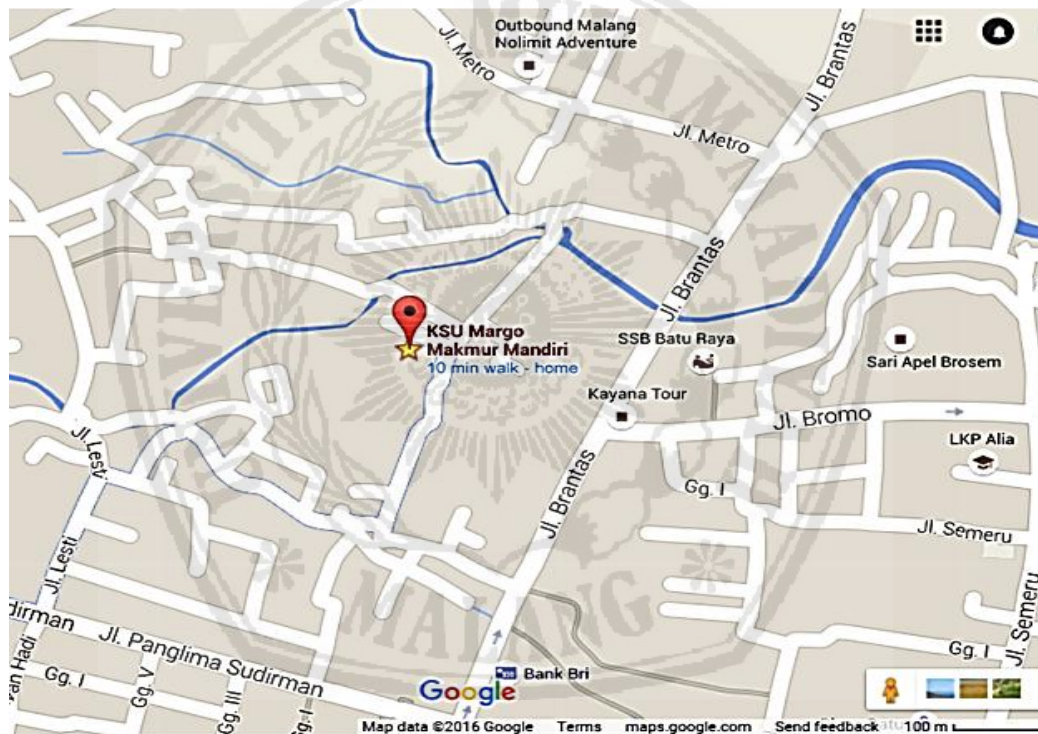 Outbound Malang
Nolimit Adventure
Jl. Metro
Jl. Brantas
Jl. Metro
Jl. Brantas
KSU Margo
Makmur Mandiri
10 min walk - home
SSB Batu Raya
Sari Apel Brosem
Kayana Tour
Jl. Bromo
LKP Alia
Jl. Lesti
Gg. I
Jl. Brantas
Jl. Semeru
Jl. Lesti
MALANG
Jl. Semeru
Jl. Panglima Sudirman
Gg. I
Gg. I
Gg. V
Gg. III
Gg. I
Bank Bri
Google
Map data ©2016 Google Terms maps.google.com Send feedback 100 m